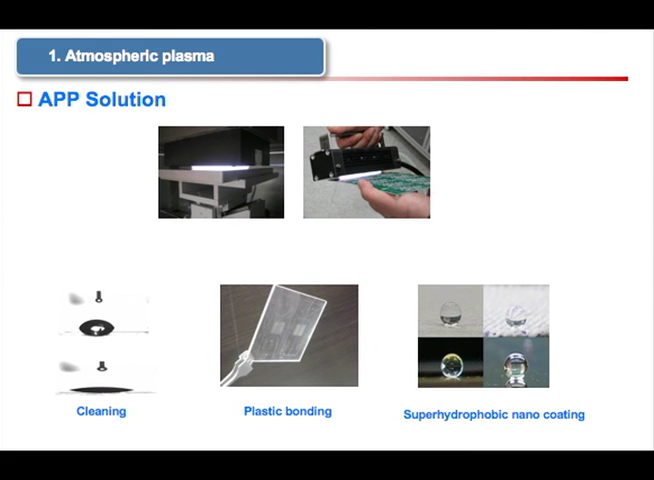 1. Atmospheric plasma
APP Solution
Cleaning
Plastic bonding
Superhydrophobic nano coating